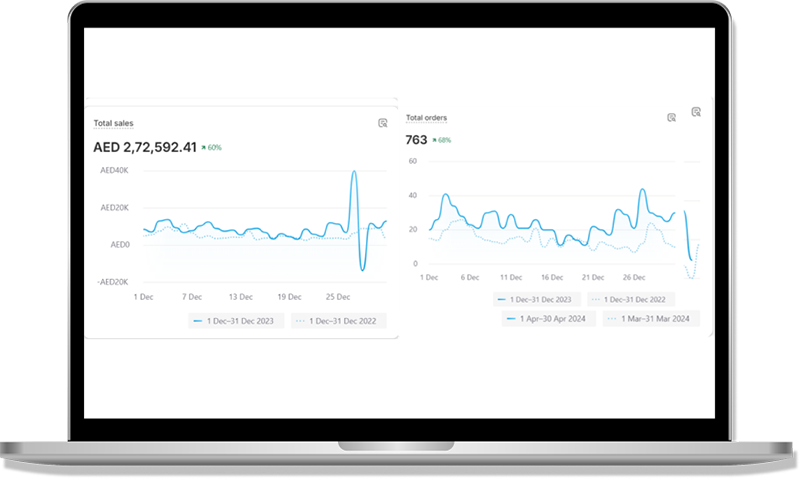 Total sales
AED 2,72,592.41 60%
AED40K
AED20K
AED0
-AED20K
1 Dec 7 Dec 13 Dec 19 Dec 25 Dec
1 Dec–31 Dec 2023 1 Dec–31 Dec 2022
Total orders
763 68%
60
40
20
0
1 Dec 6 Dec 11 Dec 16 Dec 21 Dec 26 Dec
1 Dec–31 Dec 2023 1 Dec–31 Dec 2022
1 Apr–30 Apr 2024 1 Mar–31 Mar 2024